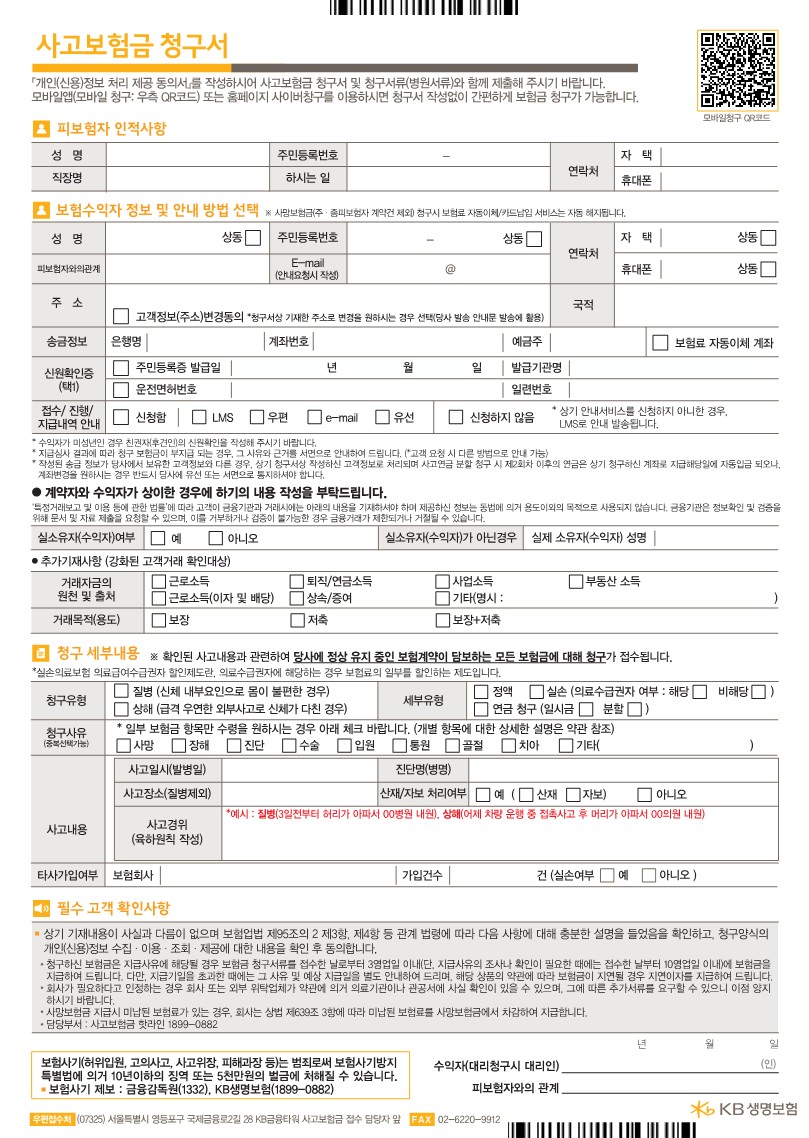 사고보험금 청구서
「개인(신용)정보 처리 제공 동의서」를 작성하시어 사고보험금 청구서 및 청구서류(병원서류)와 함께 제출해 주시기 바랍니다.
모바일앱(모바일 청구: 우측 QR코드) 또는 홈페이지 사이버창구를 이용하시면 청구서 작성없이 간편하게 보험금 청구가 가능합니다.
모바일청구 QR코드
피보험자 인적사항
성 명 주민등록번호 – 연락처 자 택
직장명 하시는 일 휴대폰
보험수익자 정보 및 안내 방법 선택 ※ 사망보험금(주·종피보험자 계약건 제외) 청구시 보험료 자동이체/카드납입 서비스는 자동 해지됩니다.
성 명 상동 주민등록번호 – 상동 연락처 자 택 상동
피보험자와의관계 E-mail (안내요청시 작성) @ 휴대폰 상동
주 소 국적
고객정보(주소)변경동의 *청구서상 기재한 주소로 변경을 원하시는 경우 선택(당사 발송 안내문 발송에 활용)
송금정보 은행명 계좌번호 예금주 보험료 자동이체 계좌
신원확인증 (택1) 주민등록증 발급일 년 월 일 발급기관명
운전면허번호 일련번호
접수/ 진행/ 지급내역 안내 신청함 LMS 우편 e-mail 유선 신청하지 않음 * 상기 안내서비스를 신청하지 아니한 경우, LMS로 안내 발송됩니다.
* 수익자가 미성년인 경우 친권자(후견인)의 신원확인을 작성해 주시기 바랍니다.
* 지급심사 결과에 따라 청구 보험금이 부지급 되는 경우, 그 사유와 근거를 서면으로 안내하여 드립니다. (*고객 요청 시 다른 방법으로 안내 가능)
* 작성된 송금 정보가 당사에서 보유한 고객정보와 다른 경우, 상기 청구서상 작성하신 고객정보로 처리되며 사고연금 분할 청구 시 제2회차 이후의 연금은 상기 청구하신 계좌로 지급해당일에 자동입금 되오나,
계좌변경을 원하시는 경우 반드시 당사에 유선 또는 서면으로 통지하셔야 합니다.
● 계약자와 수익자가 상이한 경우에 하기의 내용 작성을 부탁드립니다.
'특정거래보고 및 이용 등에 관한 법률'에 따라 고객이 금융기관과 거래시에는 아래의 내용을 기재하셔야 하며 제공하신 정보는 동법에 의거 용도이외의 목적으로 사용되지 않습니다. 금융기관은 정보확인 및 검증을
위해 문서 및 자료 제출을 요청할 수 있으며, 이를 거부하거나 검증이 불가능한 경우 금융거래가 제한되거나 거절될 수 있습니다.
실소유자(수익자)여부 예 아니오 실소유자(수익자)가 아닌경우 실제 소유자(수익자) 성명
● 추가기재사항 (강화된 고객거래 확인대상)
거래자금의 원천 및 출처 근로소득 퇴직/연금소득 사업소득 부동산 소득
근로소득(이자 및 배당) 상속/증여 기타(명시 : )
거래목적(용도) 보장 저축 보장+저축
청구 세부내용 ※ 확인된 사고내용과 관련하여 당사에 정상 유지 중인 보험계약이 담보하는 모든 보험금에 대해 청구가 접수됩니다.
*실손의료보험 의료급여수급권자 할인제도란, 의료수급권자에 해당하는 경우 보험료의 일부를 할인하는 제도입니다.
청구유형 질병 (신체 내부요인으로 몸이 불편한 경우) 세부유형 정액 실손 (의료수급권자 여부 : 해당 비해당 )
상해 (급격 우연한 외부사고로 신체가 다친 경우) 연금 청구 (일시금 분할 )
청구사유 (중복선택가능) * 일부 보험금 항목만 수령을 원하시는 경우 아래 체크 바랍니다. (개별 항목에 대한 상세한 설명은 약관 참조)
사망 장해 진단 수술 입원 통원 골절 치아 기타( )
사고내용 사고일시(발병일) 진단명(병명)
사고장소(질병제외) 산재/자보 처리여부 예 ( 산재 자보) 아니오
사고경위 (육하원칙 작성) *예시 : 질병(3일전부터 허리가 아파서 00병원 내원), 상해(어제 차량 운행 중 접촉사고 후 머리가 아파서 00의원 내원)
타사가입여부 보험회사 가입건수 건 (실손여부 예 아니오 )
필수 고객 확인사항
▪ 상기 기재내용이 사실과 다름이 없으며 보험업법 제95조의 2 제3항, 제4항 등 관계 법령에 따라 다음 사항에 대해 충분한 설명을 들었음을 확인하고, 청구양식의
개인(신용)정보 수집 · 이용 · 조회 · 제공에 대한 내용을 확인 후 동의합니다.
• 청구하신 보험금은 지급사유에 해당될 경우 보험금 청구서류를 접수한 날로부터 3영업일 이내(단, 지급사유의 조사나 확인이 필요한 때에는 접수한 날부터 10영업일 이내)에 보험금을
지급하여 드립니다. 다만, 지급기일을 초과한 때에는 그 사유 및 예상 지급일을 별도 안내하여 드리며, 해당 상품의 약관에 따라 보험금이 지연될 경우 지연이자를 지급하여 드립니다.
• 회사가 필요하다고 인정하는 경우 회사 또는 외부 위탁업체가 약관에 의거 의료기관이나 관공서에 사실 확인이 있을 수 있으며, 그에 따른 추가서류를 요구할 수 있으니 이점 양지
하시기 바랍니다.
• 사망보험금 지급시 미납된 보험료가 있는 경우, 회사는 상법 제639조 3항에 따라 미납된 보험료를 사망보험금에서 차감하여 지급합니다.
• 담당부서 : 사고보험금 핫라인 1899-0882
년 월 일
보험사기(허위입원, 고의사고, 사고위장, 피해과장 등)는 범죄로써 보험사기방지
특별법에 의거 10년이하의 징역 또는 5천만원의 벌금에 처해질 수 있습니다.
▪ 보험사기 제보 : 금융감독원(1332), KB생명보험(1899-0882)
수익자(대리청구시 대리인) (인)
피보험자와의 관계
우편접수처 (07325) 서울특별시 영등포구 국제금융로2길 28 KB금융타워 사고보험금 접수 담당자 앞 FAX 02-6220-9912
KB 생명보험